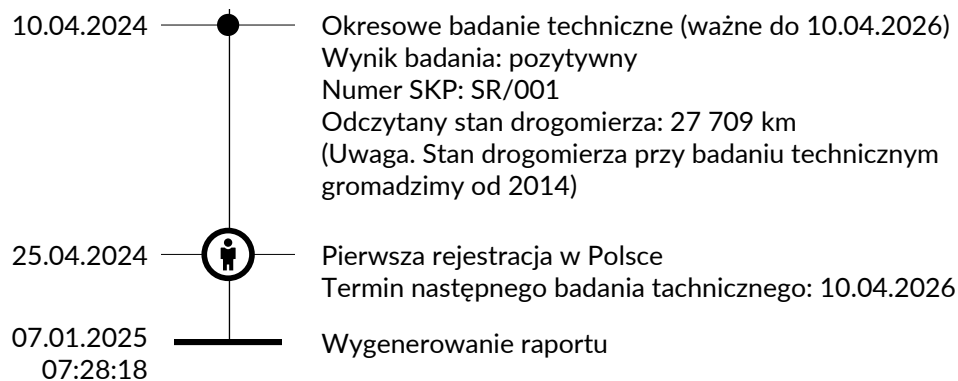 10.04.2024 Okresowe badanie techniczne (ważne do 10.04.2026)
Wynik badania: pozytywny
Numer SKP: SR/001
Odczytany stan drogomierza: 27 709 km
(Uwaga. Stan drogomierza przy badaniu technicznym
gromadzimy od 2014)
25.04.2024 Pierwsza rejestracja w Polsce
Termin następnego badania tachnicznego: 10.04.2026
07.01.2025 Wygenerowanie raportu
07:28:18